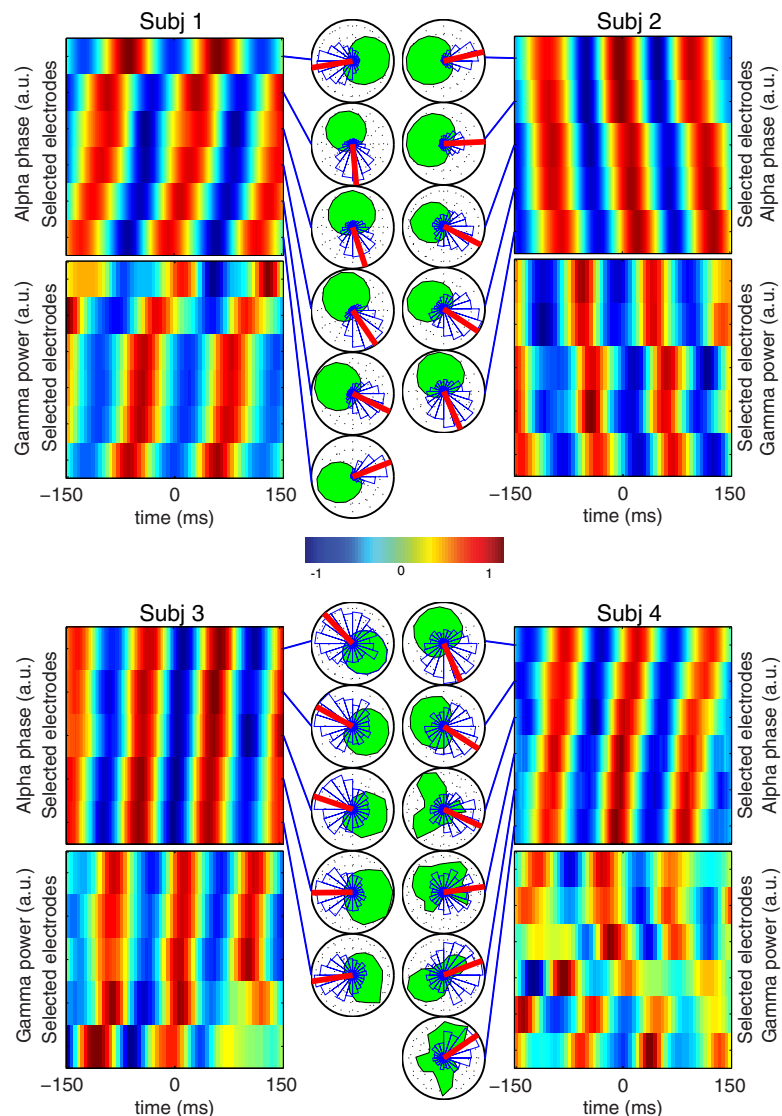 Subj 1
Subj 2
Alpha phase (a.u.)
Selected electrodes
Gamma power (a.u.)
Selected electrodes
Alpha phase (a.u.)
Selected electrodes
Gamma power (a.u.)
Selected electrodes
−150 0 150
time (ms)
−150 0 150
time (ms)
-1 0 1
Subj 3
Subj 4
Alpha phase (a.u.)
Selected electrodes
Gamma power (a.u.)
Selected electrodes
Alpha phase (a.u.)
Selected electrodes
Gamma power (a.u.)
Selected electrodes
−150 0 150
time (ms)
−150 0 150
time (ms)